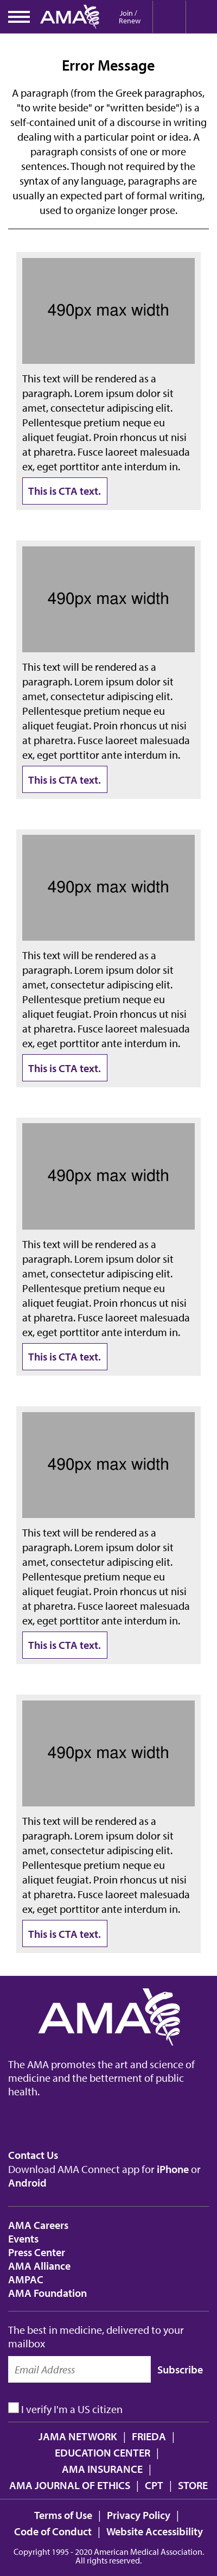 AMA
Join /
Renew
Error Message
A paragraph (from the Greek paragraphos,
"to write beside" or "written beside") is a
self-contained unit of a discourse in writing
dealing with a particular point or idea. A
paragraph consists of one or more
sentences. Though not required by the
syntax of any language, paragraphs are
usually an expected part of formal writing,
used to organize longer prose.
490px max width
This text will be rendered as a
paragraph. Lorem ipsum dolor sit
amet, consectetur adipiscing elit.
Pellentesque pretium neque eu
aliquet feugiat. Proin rhoncus ut nisi
at pharetra. Fusce laoreet malesuada
ex, eget porttitor ante interdum in.
This is CTA text.
490px max width
This text will be rendered as a
paragraph. Lorem ipsum dolor sit
amet, consectetur adipiscing elit.
Pellentesque pretium neque eu
aliquet feugiat. Proin rhoncus ut nisi
at pharetra. Fusce laoreet malesuada
ex, eget porttitor ante interdum in.
This is CTA text.
490px max width
This text will be rendered as a
paragraph. Lorem ipsum dolor sit
amet, consectetur adipiscing elit.
Pellentesque pretium neque eu
aliquet feugiat. Proin rhoncus ut nisi
at pharetra. Fusce laoreet malesuada
ex, eget porttitor ante interdum in.
This is CTA text.
490px max width
This text will be rendered as a
paragraph. Lorem ipsum dolor sit
amet, consectetur adipiscing elit.
Pellentesque pretium neque eu
aliquet feugiat. Proin rhoncus ut nisi
at pharetra. Fusce laoreet malesuada
ex, eget porttitor ante interdum in.
This is CTA text.
490px max width
This text will be rendered as a
paragraph. Lorem ipsum dolor sit
amet, consectetur adipiscing elit.
Pellentesque pretium neque eu
aliquet feugiat. Proin rhoncus ut nisi
at pharetra. Fusce laoreet malesuada
ex, eget porttitor ante interdum in.
This is CTA text.
490px max width
This text will be rendered as a
paragraph. Lorem ipsum dolor sit
amet, consectetur adipiscing elit.
Pellentesque pretium neque eu
aliquet feugiat. Proin rhoncus ut nisi
at pharetra. Fusce laoreet malesuada
ex, eget porttitor ante interdum in.
This is CTA text.
AMA
The AMA promotes the art and science of
medicine and the betterment of public
health.
Contact Us
Download AMA Connect app for iPhone or
Android
AMA Careers
Events
Press Center
AMA Alliance
AMPAC
AMA Foundation
The best in medicine, delivered to your
mailbox
Email Address Subscribe
I verify I'm a US citizen
JAMA NETWORK | FRIEDA |
EDUCATION CENTER |
AMA INSURANCE |
AMA JOURNAL OF ETHICS | CPT | STORE
Terms of Use | Privacy Policy |
Code of Conduct | Website Accessibility
Copyright 1995 - 2020 American Medical Association.
All rights reserved.